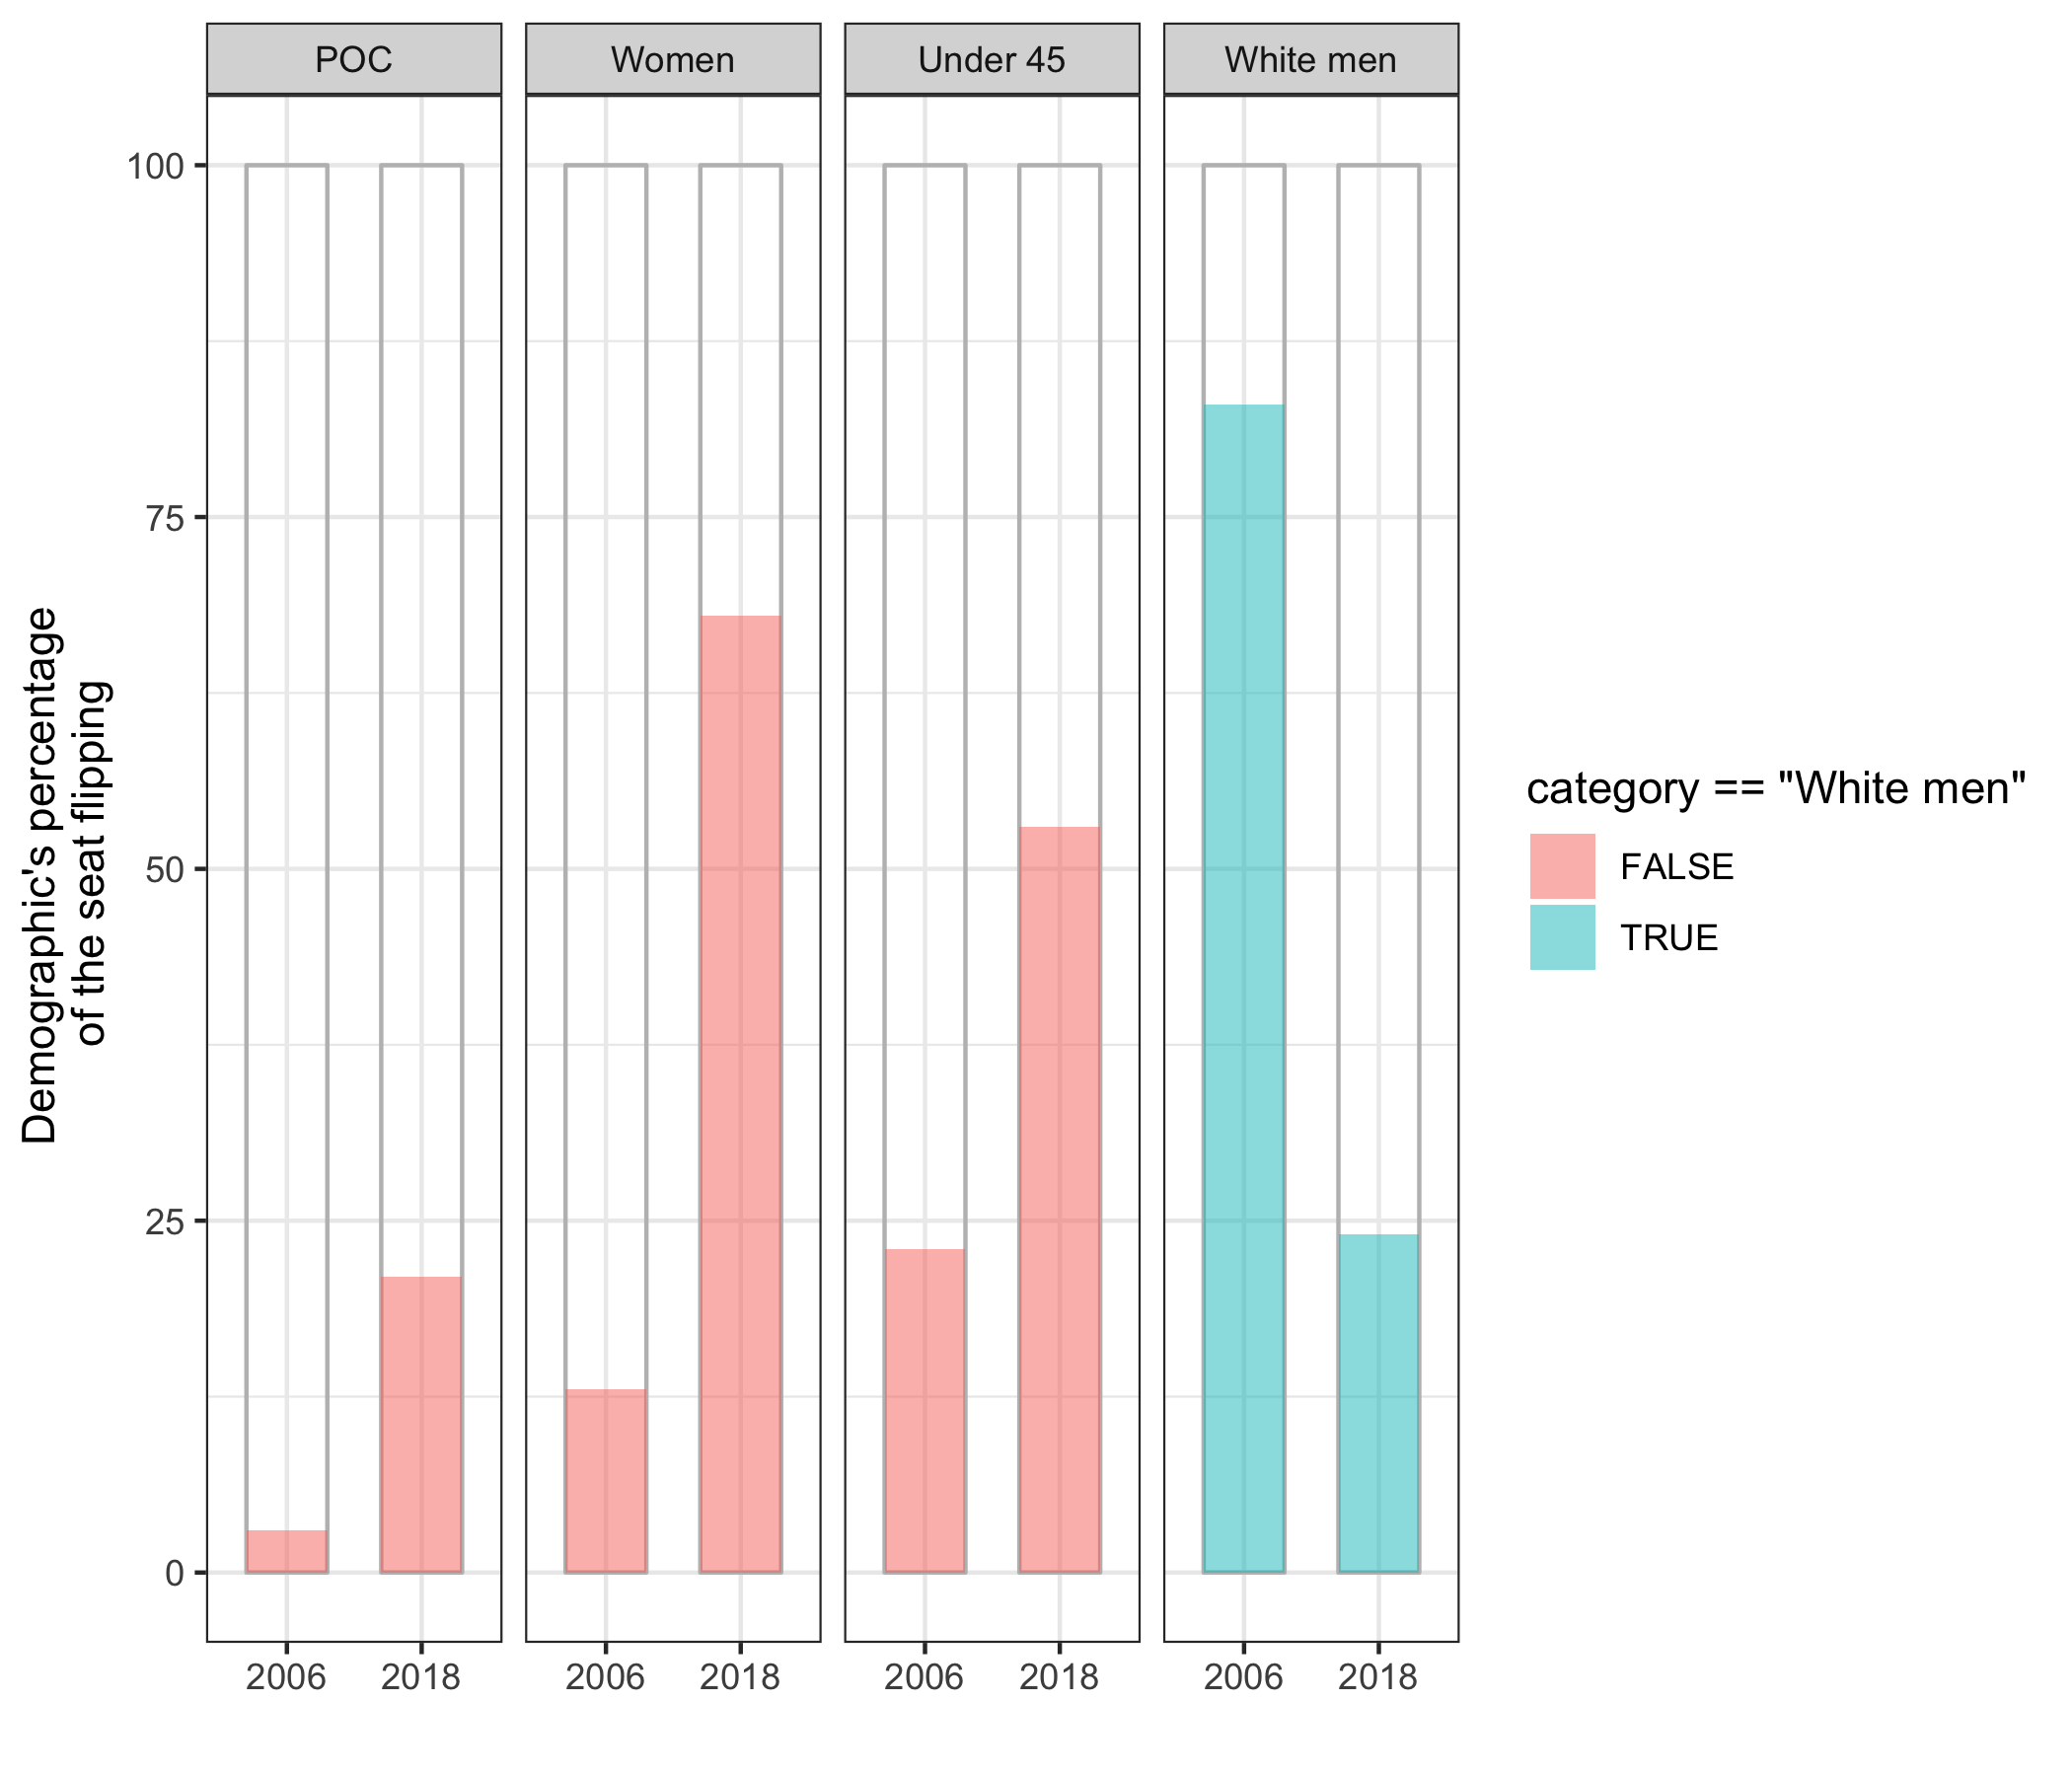 POC Women Under 45 White men
100
75
50
25
0
Demographic's percentage
of the seat flipping
2006 2018 2006 2018 2006 2018 2006 2018
category == "White men"
FALSE
TRUE